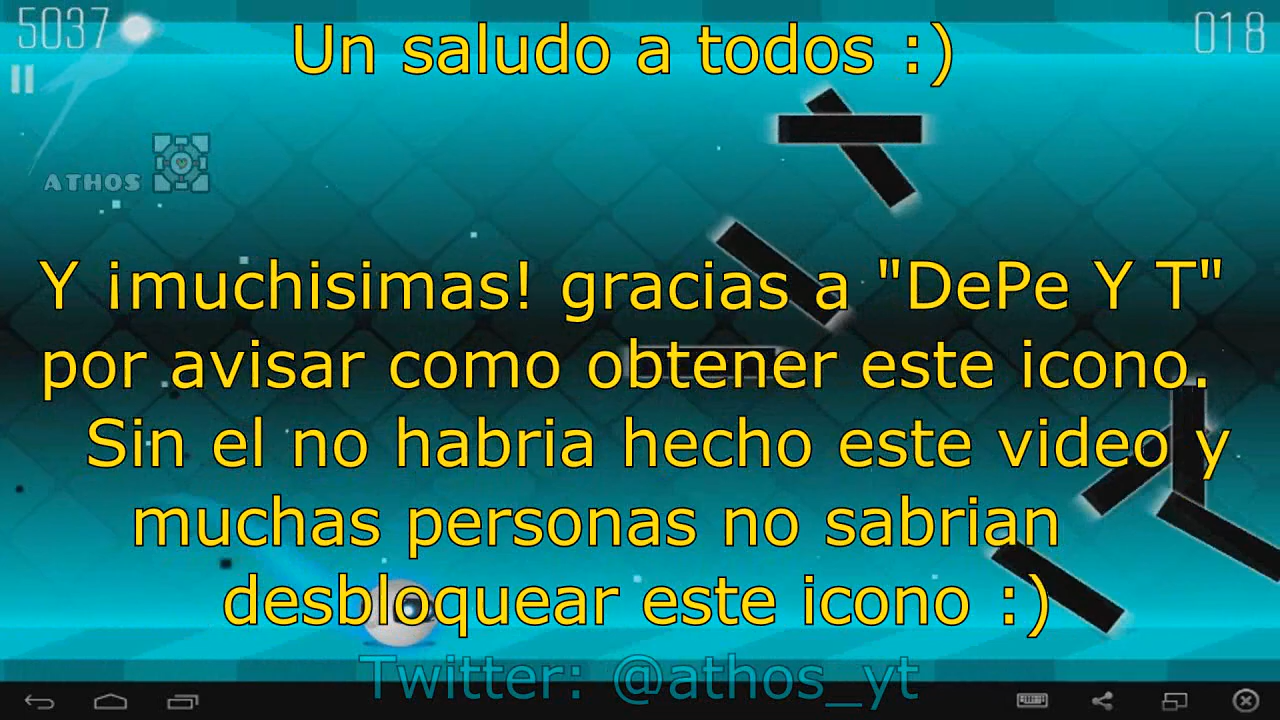 5037
018
Un saludo a todos :)
ATHOS
Y ¡muchisimas! gracias a "DePe Y T"
por avisar como obtener este icono.
Sin el no habria hecho este video y
muchas personas no sabrian
desbloquear este icono :)
Twitter: @athos_yt